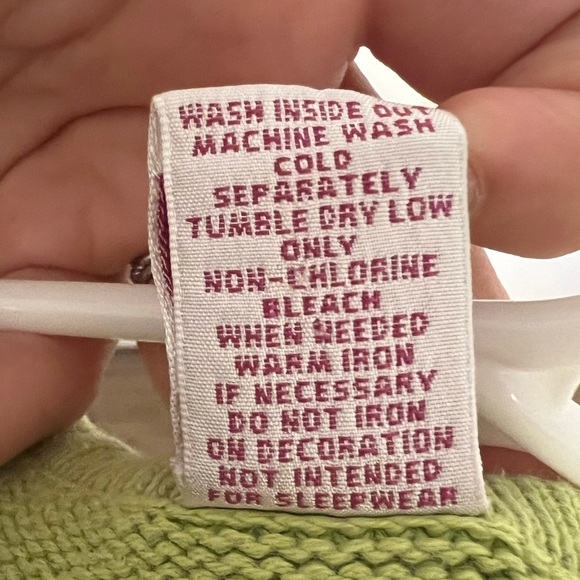 WASH INSIDE OUT
MACHINE WASH
COLD
SEPARATELY
TUMBLE DRY LOW
ONLY
NON-CHLORINE
BLEACH
WHEN NEEDED
WARM IRON
IF NECESSARY
DO NOT IRON
ON DECORATION
NOT INTENDED
FOR SLEEPWEAR